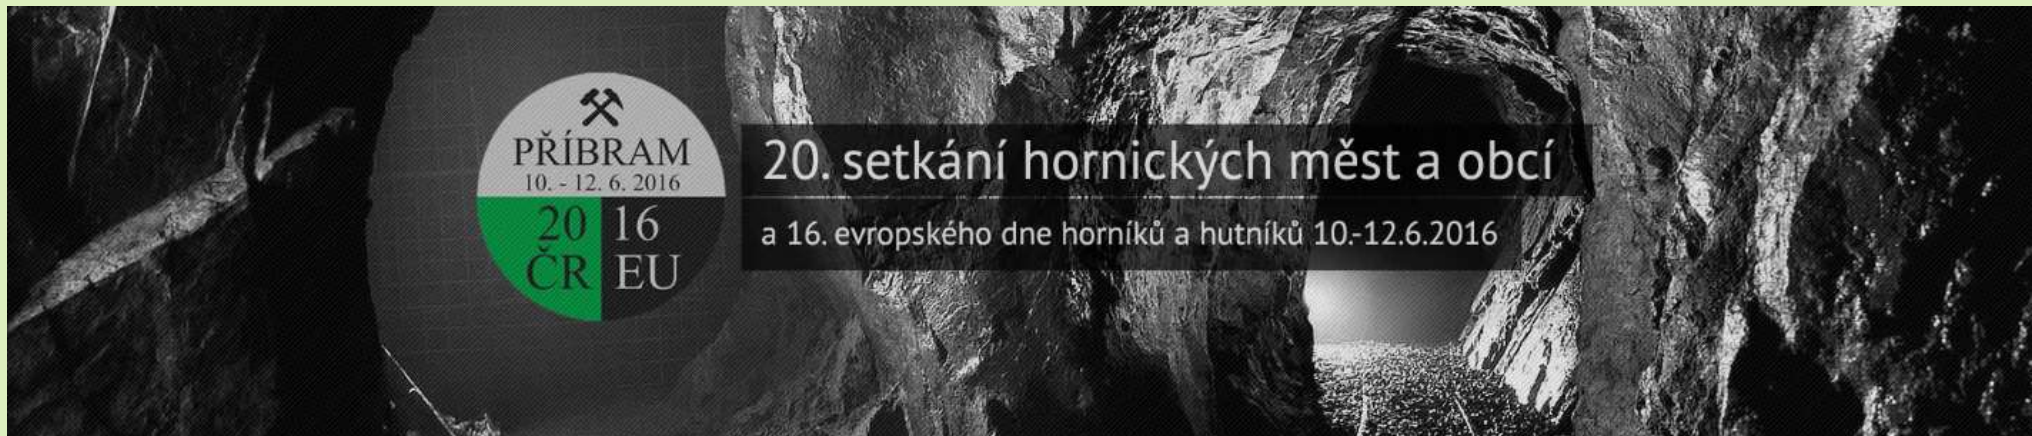 PŘÍBRAM
10. - 12. 6. 2016
20 16
ČR EU
20. setkání hornických měst a obcí
a 16. evropského dne horníků a hutníků 10.-12.6.2016